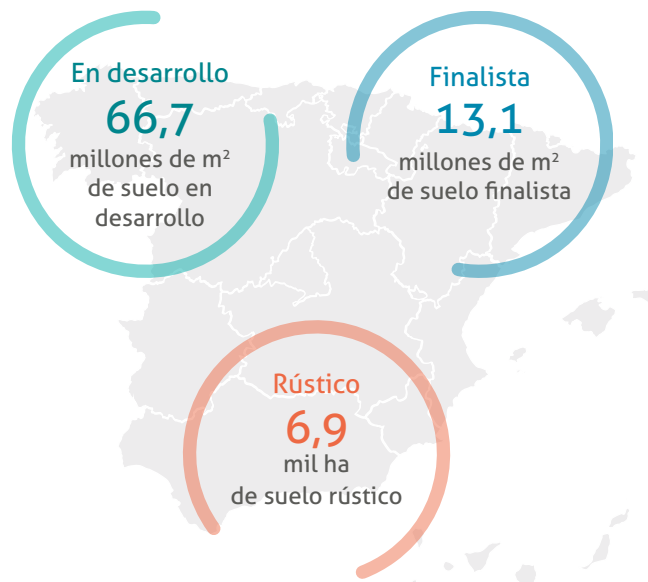 En desarrollo
66,7
millones de m²
de suelo en
desarrollo
Finalista
13,1
millones de m²
de suelo finalista
Rústico
6,9
mil ha
de suelo rústico